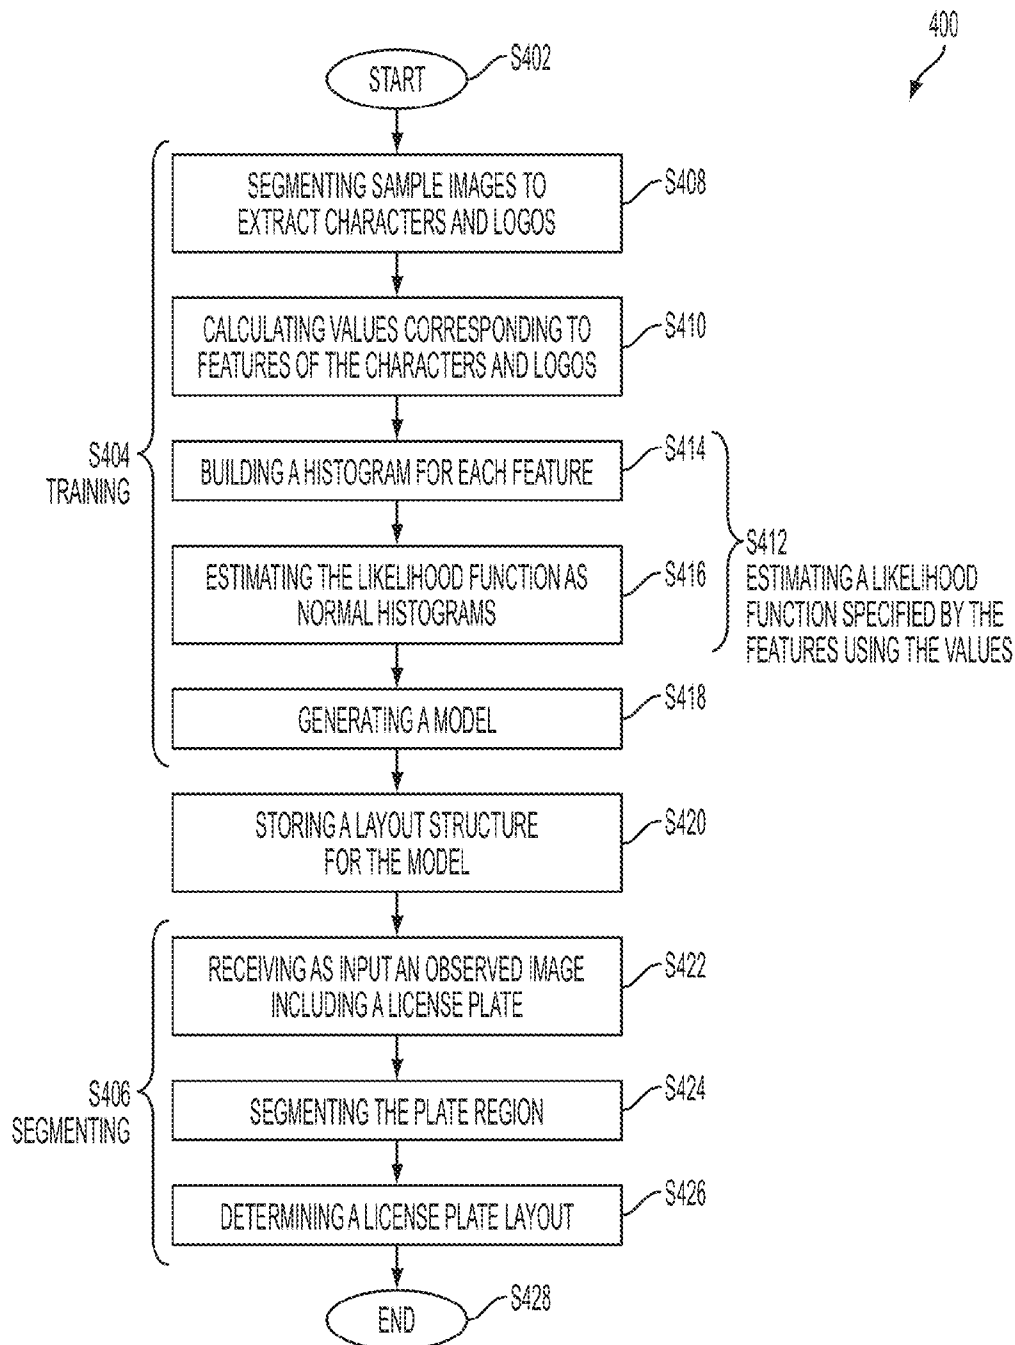 400
START
S402
SEGMENTING SAMPLE IMAGES TO
EXTRACT CHARACTERS AND LOGOS
S408
CALCULATING VALUES CORRESPONDING TO
FEATURES OF THE CHARACTERS AND LOGOS
S410
S404
TRAINING
BUILDING A HISTOGRAM FOR EACH FEATURE
S414
ESTIMATING THE LIKELIHOOD FUNCTION AS
NORMAL HISTOGRAMS
S416
S412
ESTIMATING A LIKELIHOOD
FUNCTION SPECIFIED BY THE
FEATURES USING THE VALUES
GENERATING A MODEL
S418
STORING A LAYOUT STRUCTURE
FOR THE MODEL
S420
RECEIVING AS INPUT AN OBSERVED IMAGE
INCLUDING A LICENSE PLATE
S422
S406
SEGMENTING
SEGMENTING THE PLATE REGION
S424
DETERMINING A LICENSE PLATE LAYOUT
S426
END
S428